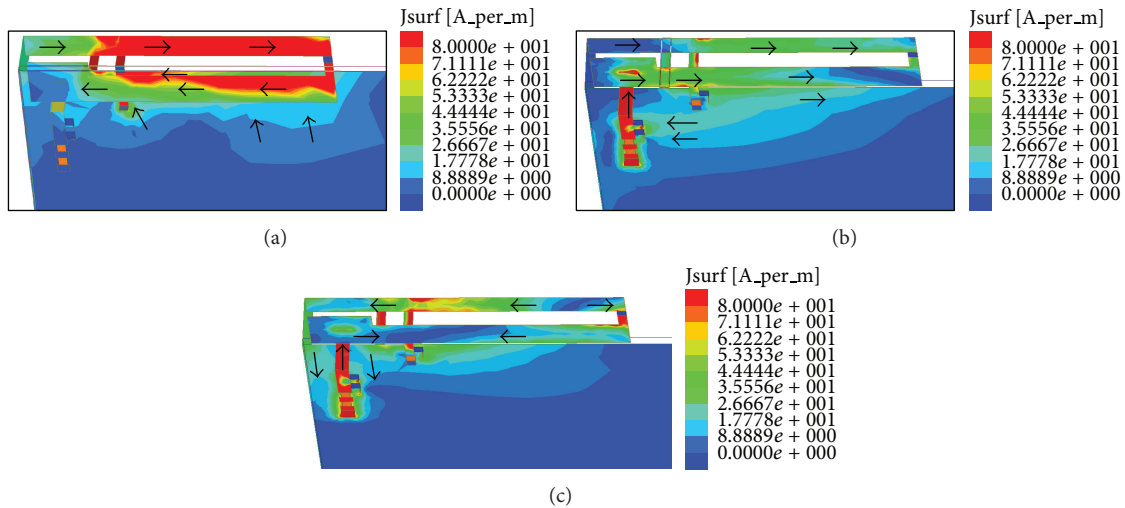 Jsurf [A_per_m]
8.0000e + 001
7.1111e + 001
6.2222e + 001
5.3333e + 001
4.4444e + 001
3.5556e + 001
2.6667e + 001
1.7778e + 001
8.8889e + 000
0.0000e + 000
(a)
Jsurf [A_per_m]
8.0000e + 001
7.1111e + 001
6.2222e + 001
5.3333e + 001
4.4444e + 001
3.5556e + 001
2.6667e + 001
1.7778e + 001
8.8889e + 000
0.0000e + 000
(b)
Jsurf [A_per_m]
8.0000e + 001
7.1111e + 001
6.2222e + 001
5.3333e + 001
4.4444e + 001
3.5556e + 001
2.6667e + 001
1.7778e + 001
8.8889e + 000
0.0000e + 000
(c)